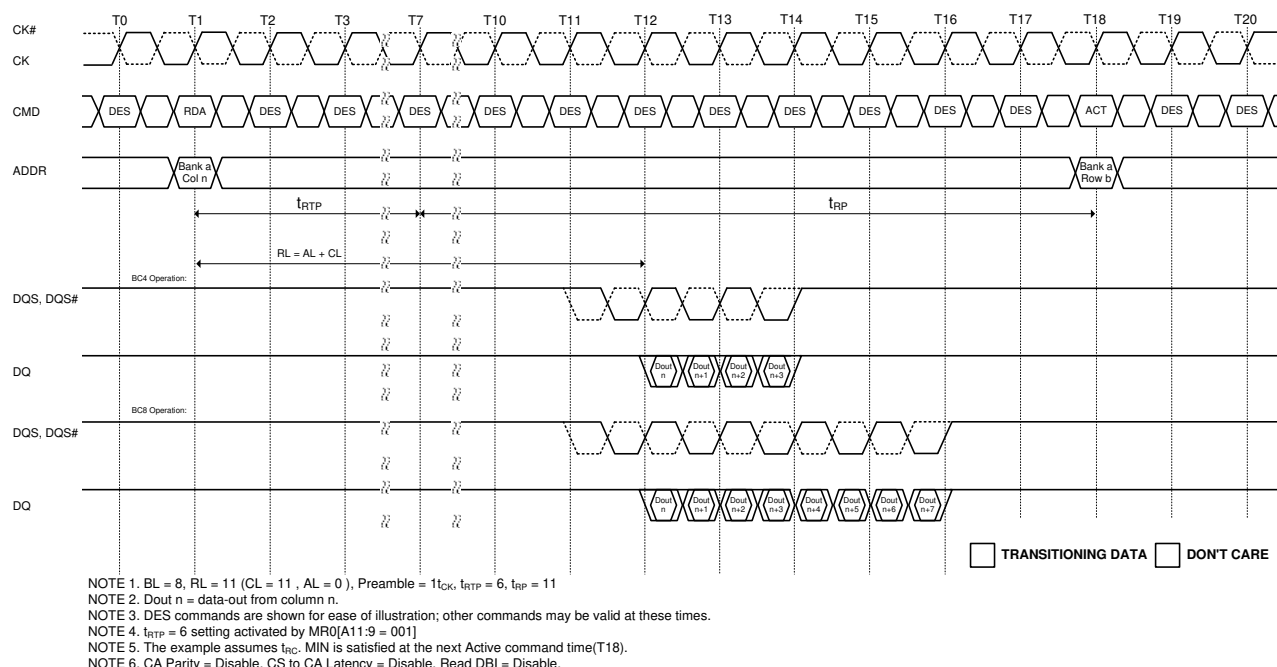 T0 T1 T2 T3 T7 T10 T11 T12 T13 T14 T15 T16 T17 T18 T19 T20
CK#
CK
CMD DES RDA DES DES DES DES DES DES DES DES DES DES DES ACT DES DES
ADDR
Bank a
Col n
Bank a
Row b
tRTP tRP
RL = AL + CL
BC4 Operation:
DQS, DQS#
DQ
Dout n Dout n+1 Dout n+2 Dout n+3
BC8 Operation:
DQS, DQS#
DQ
Dout n Dout n+1 Dout n+2 Dout n+3 Dout n+4 Dout n+5 Dout n+6 Dout n+7
TRANSITIONING DATA DON'T CARE
NOTE 1. BL = 8, RL = 11 (CL = 11 , AL = 0 ), Preamble = 1tCK, tRTP = 6, tRP = 11
NOTE 2. Dout n = data-out from column n.
NOTE 3. DES commands are shown for ease of illustration; other commands may be valid at these times.
NOTE 4. tRTP = 6 setting activated by MR0[A11:9 = 001]
NOTE 5. The example assumes tRC. MIN is satisfied at the next Active command time(T18).
NOTE 6. CA Parity = Disable, CS to CA Latency = Disable, Read DBI = Disable.